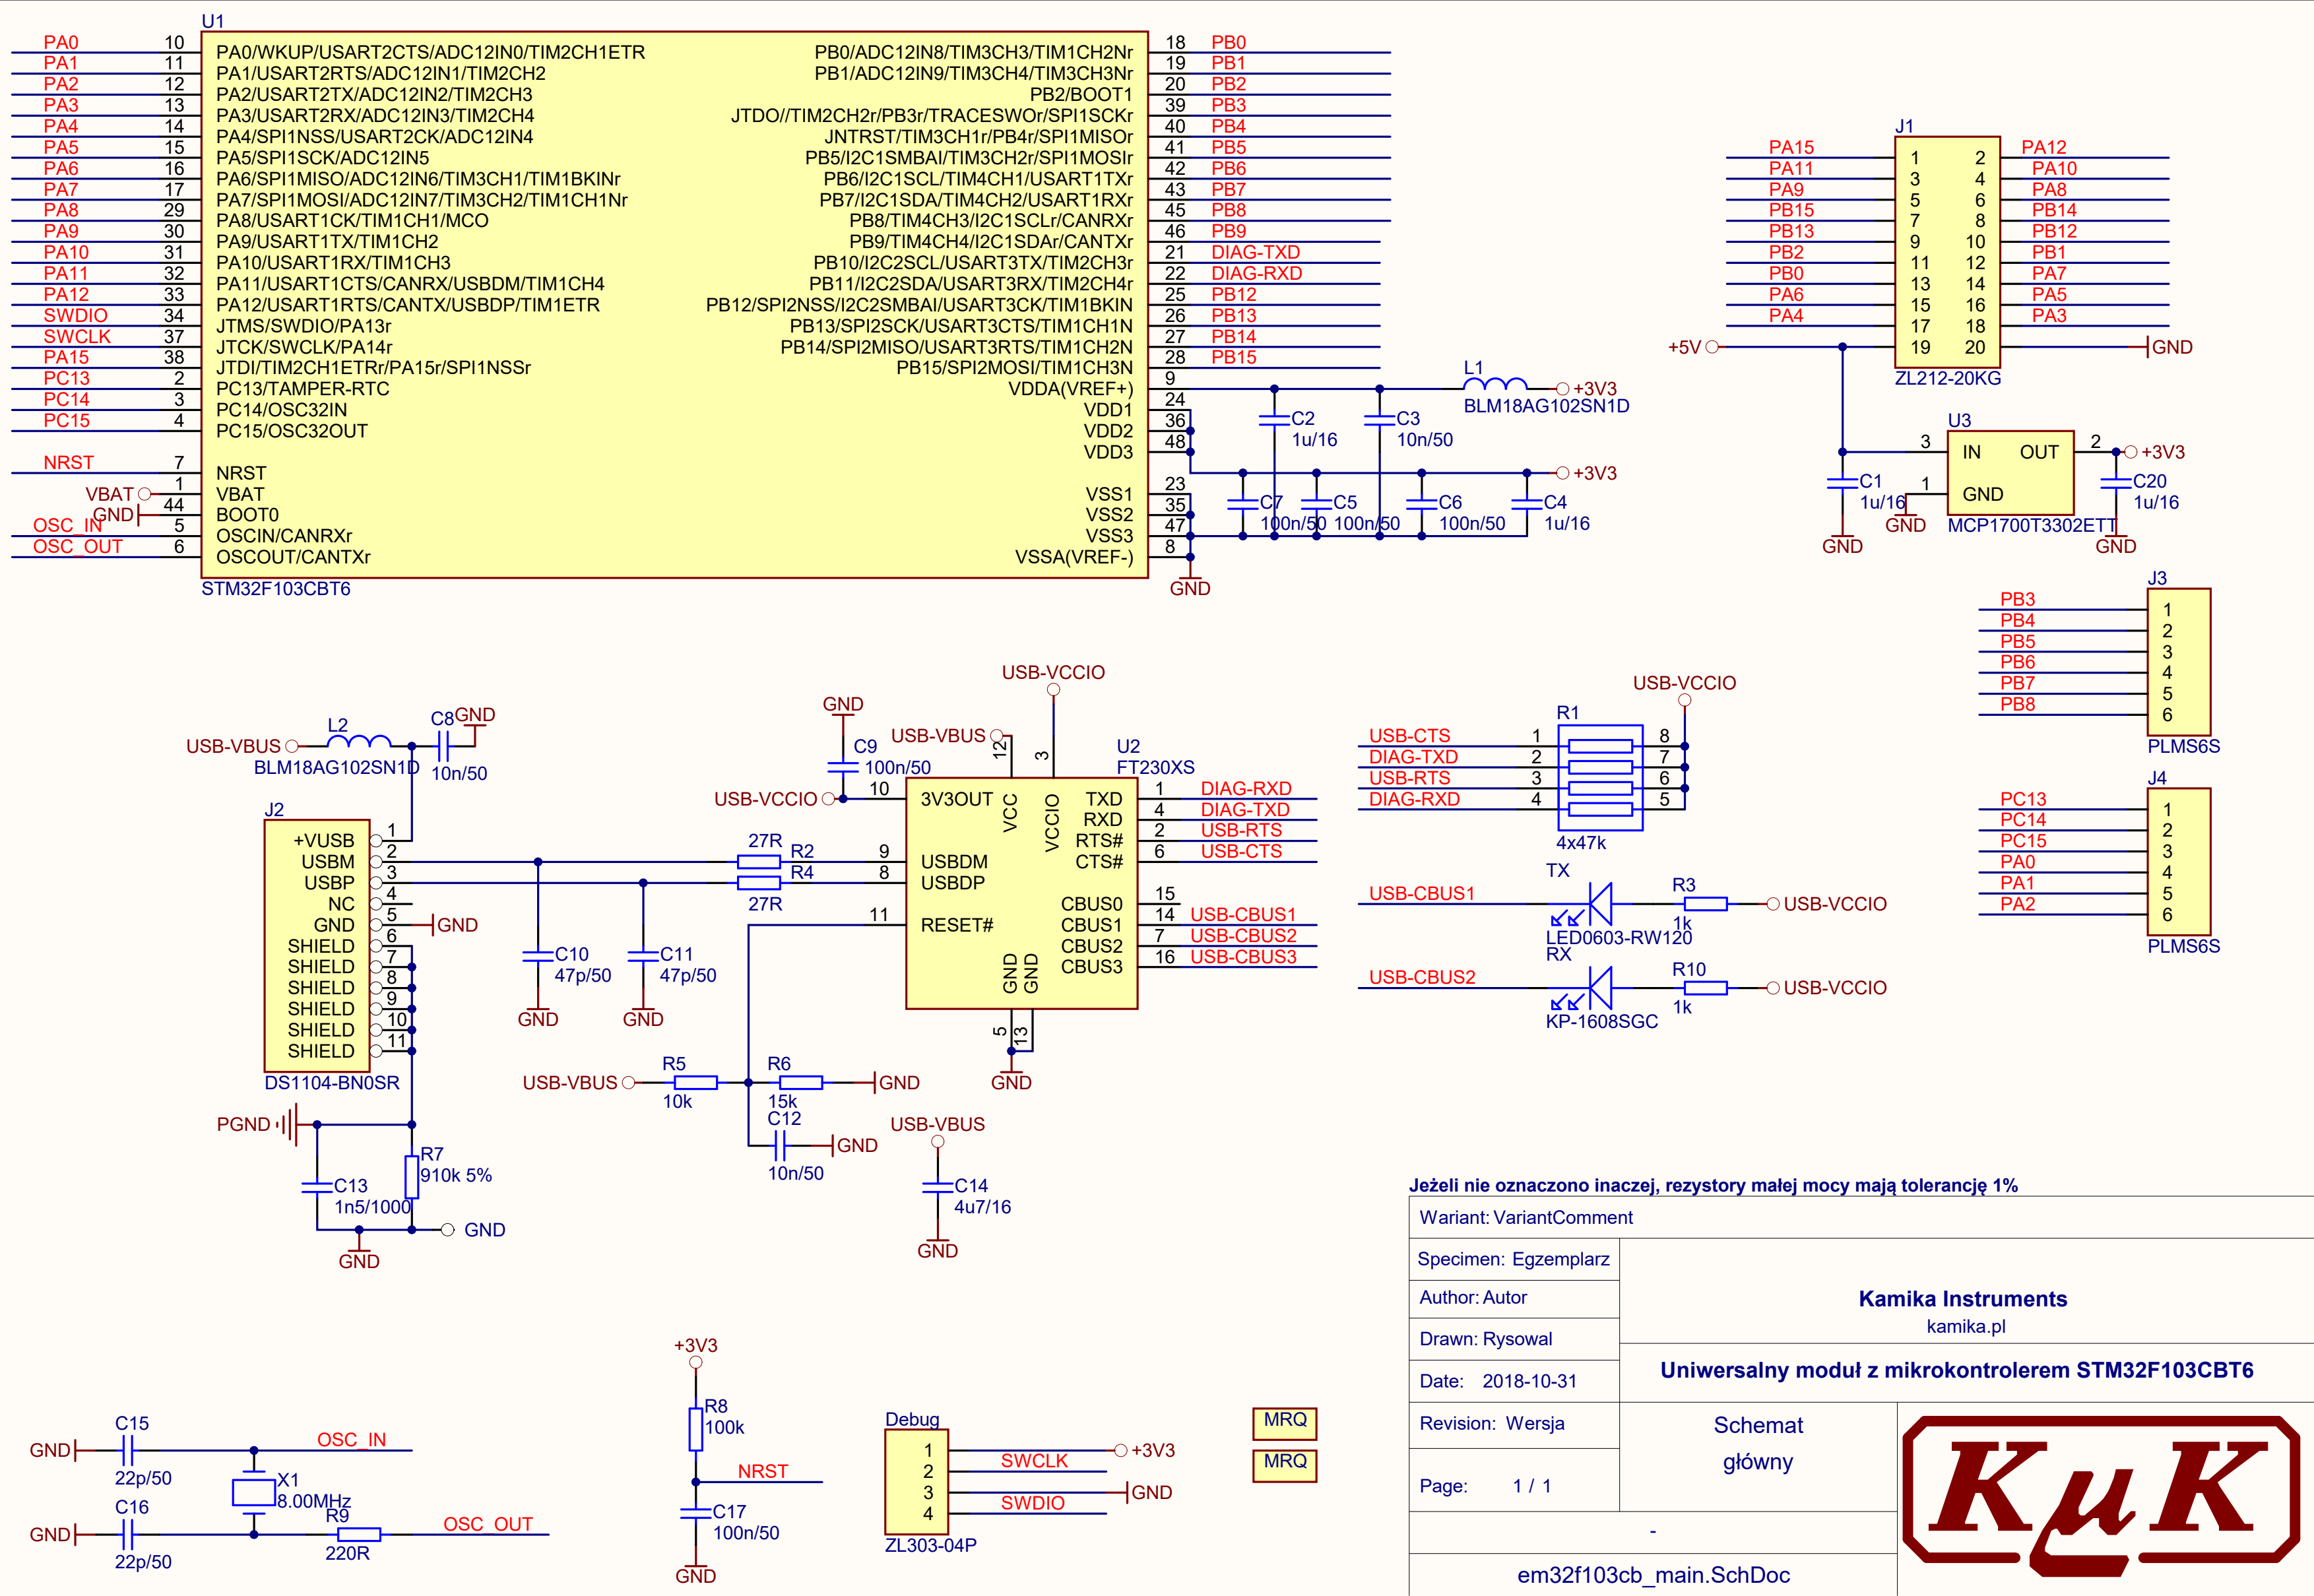 U1
PA0 10 PA0/WKUP/USART2CTS/ADC12IN0/TIM2CH1ETR
PA1 11 PA1/USART2RTS/ADC12IN1/TIM2CH2
PA2 12 PA2/USART2TX/ADC12IN2/TIM2CH3
PA3 13 PA3/USART2RX/ADC12IN3/TIM2CH4
PA4 14 PA4/SPI1NSS/USART2CK/ADC12IN4
PA5 15 PA5/SPI1SCK/ADC12IN5
PA6 16 PA6/SPI1MISO/ADC12IN6/TIM3CH1/TIM1BKINr
PA7 17 PA7/SPI1MOSI/ADC12IN7/TIM3CH2/TIM1CH1Nr
PA8 29 PA8/USART1CK/TIM1CH1/MCO
PA9 30 PA9/USART1TX/TIM1CH2
PA10 31 PA10/USART1RX/TIM1CH3
PA11 32 PA11/USART1CTS/CANRX/USBDM/TIM1CH4
PA12 33 PA12/USART1RTS/CANTX/USBDP/TIM1ETR
SWDIO 34 JTMS/SWDIO/PA13r
SWCLK 37 JTCK/SWCLK/PA14r
PA15 38 JTDI/TIM2CH1ETRr/PA15r/SPI1NSSr
PC13 2 PC13/TAMPER-RTC
PC14 3 PC14/OSC32IN
PC15 4 PC15/OSC32OUT
NRST 7 NRST
VBAT 1 VBAT
GND 44 BOOT0
OSC_IN 5 OSCIN/CANRXr
OSC_OUT 6 OSCOUT/CANTXr
STM32F103CBT6
PB0/ADC12IN8/TIM3CH3/TIM1CH2Nr 18 PB0
PB1/ADC12IN9/TIM3CH4/TIM3CH3Nr 19 PB1
PB2/BOOT1 20 PB2
JTDO//TIM2CH2r/PB3r/TRACESWOr/SPI1SCKr 39 PB3
JNTRST/TIM3CH1r/PB4r/SPI1MISOr 40 PB4
PB5/I2C1SMBAI/TIM3CH2r/SPI1MOSIr 41 PB5
PB6/I2C1SCL/TIM4CH1/USART1TXr 42 PB6
PB7/I2C1SDA/TIM4CH2/USART1RXr 43 PB7
PB8/TIM4CH3/I2C1SCLr/CANRXr 45 PB8
PB9/TIM4CH4/I2C1SDAr/CANTXr 46 PB9
PB10/I2C2SCL/USART3TX/TIM2CH3r 21 DIAG-TXD
PB11/I2C2SDA/USART3RX/TIM2CH4r 22 DIAG-RXD
PB12/SPI2NSS/I2C2SMBAI/USART3CK/TIM1BKIN 25 PB12
PB13/SPI2SCK/USART3CTS/TIM1CH1N 26 PB13
PB14/SPI2MISO/USART3RTS/TIM1CH2N 27 PB14
PB15/SPI2MOSI/TIM1CH3N 28 PB15
VDDA(VREF+) 9
VDD1 24
VDD2 36
VDD3 48
VSS1 23
VSS2 35
VSS3 47
VSSA(VREF-) 8
GND
L1
BLM18AG102SN1D
+3V3
C2
1u/16
C3
10n/50
+3V3
C7
100n/50
C5
100n/50
C6
100n/50
C4
1u/16
J1
PA15 1 2 PA12
PA11 3 4 PA10
PA9 5 6 PA8
PB15 7 8 PB14
PB13 9 10 PB12
PB2 11 12 PB1
PB0 13 14 PA7
PA6 15 16 PA5
PA4 17 18 PA3
+5V 19 20 GND
ZL212-20KG
U3
3 IN OUT 2 +3V3
1 GND
GND
MCP1700T3302ETT
C1
1u/16
GND
C20
1u/16
GND
J3
PB3 1
PB4 2
PB5 3
PB6 4
PB7 5
PB8 6
PLMS6S
J4
PC13 1
PC14 2
PC15 3
PA0 4
PA1 5
PA2 6
PLMS6S
USB-VBUS
L2
BLM18AG102SN1D
C8
10n/50
GND
J2
+VUSB 1
USBM 2
USBP 3
NC 4
GND 5 GND
SHIELD 6
SHIELD 7
SHIELD 8
SHIELD 9
SHIELD 10
SHIELD 11
DS1104-BN0SR
PGND
C13
1n5/1000
R7
910k 5%
GND
GND
C10
47p/50
GND
C11
47p/50
GND
27R R2
R4
27R
GND
C9
100n/50
USB-VCCIO
USB-VBUS 12
USB-VCCIO
3
U2
FT230XS
10 3V3OUT
9 USBDM
8 USBDP
11 RESET#
VCC
VCCIO
TXD 1 DIAG-RXD
RXD 4 DIAG-TXD
RTS# 2 USB-RTS
CTS# 6 USB-CTS
CBUS0 15
CBUS1 14 USB-CBUS1
CBUS2 7 USB-CBUS2
CBUS3 16 USB-CBUS3
GND GND
5 13
GND
USB-VBUS
R5
10k
R6
15k
GND
C12
10n/50
GND
USB-VBUS
C14
4u7/16
GND
USB-VCCIO
R1
USB-CTS 1 8
DIAG-TXD 2 7
USB-RTS 3 6
DIAG-RXD 4 5
4x47k
TX
USB-CBUS1
LED0603-RW120
R3
1k
USB-VCCIO
RX
USB-CBUS2
KP-1608SGC
R10
1k
USB-VCCIO
GND
C15
22p/50
OSC_IN
X1
8.00MHz
GND
C16
22p/50
R9
220R
OSC_OUT
+3V3
R8
100k
NRST
C17
100n/50
GND
Debug
1 +3V3
2 SWCLK
3 GND
4 SWDIO
ZL303-04P
MRQ
MRQ
Jeżeli nie oznaczono inaczej, rezystory małej mocy mają tolerancję 1%
Wariant: VariantComment
Specimen: Egzemplarz
Author: Autor
Drawn: Rysowal
Date: 2018-10-31
Revision: Wersja
Page: 1 / 1
Kamika Instruments
kamika.pl
Uniwersalny moduł z mikrokontrolerem STM32F103CBT6
Schemat
główny
-
em32f103cb_main.SchDoc
KμK